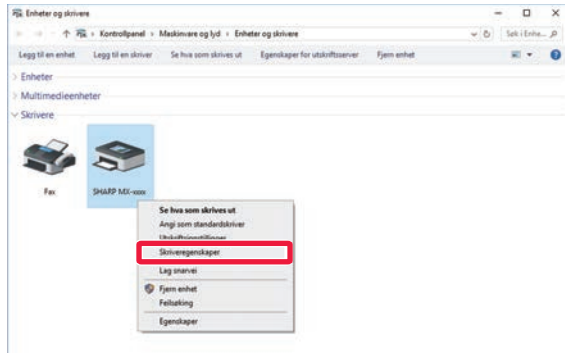 Enheter og skrivere
Kontrollpanel › Maskinvare og lyd › Enheter og skrivere
Søk i Enhe...
Legg til en enhet Legg til en skriver Se hva som skrives ut Egenskaper for utskriftsserver Fjern enhet
Enheter
Multimedieenheter
Skrivere
Fax
SHARP MX-xxxx
Se hva som skrives ut
Angi som standardskriver
Utskriftsinnstillinger
Skriveregenskaper
Lag snarvei
Fjern enhet
Feilsøking
Egenskaper